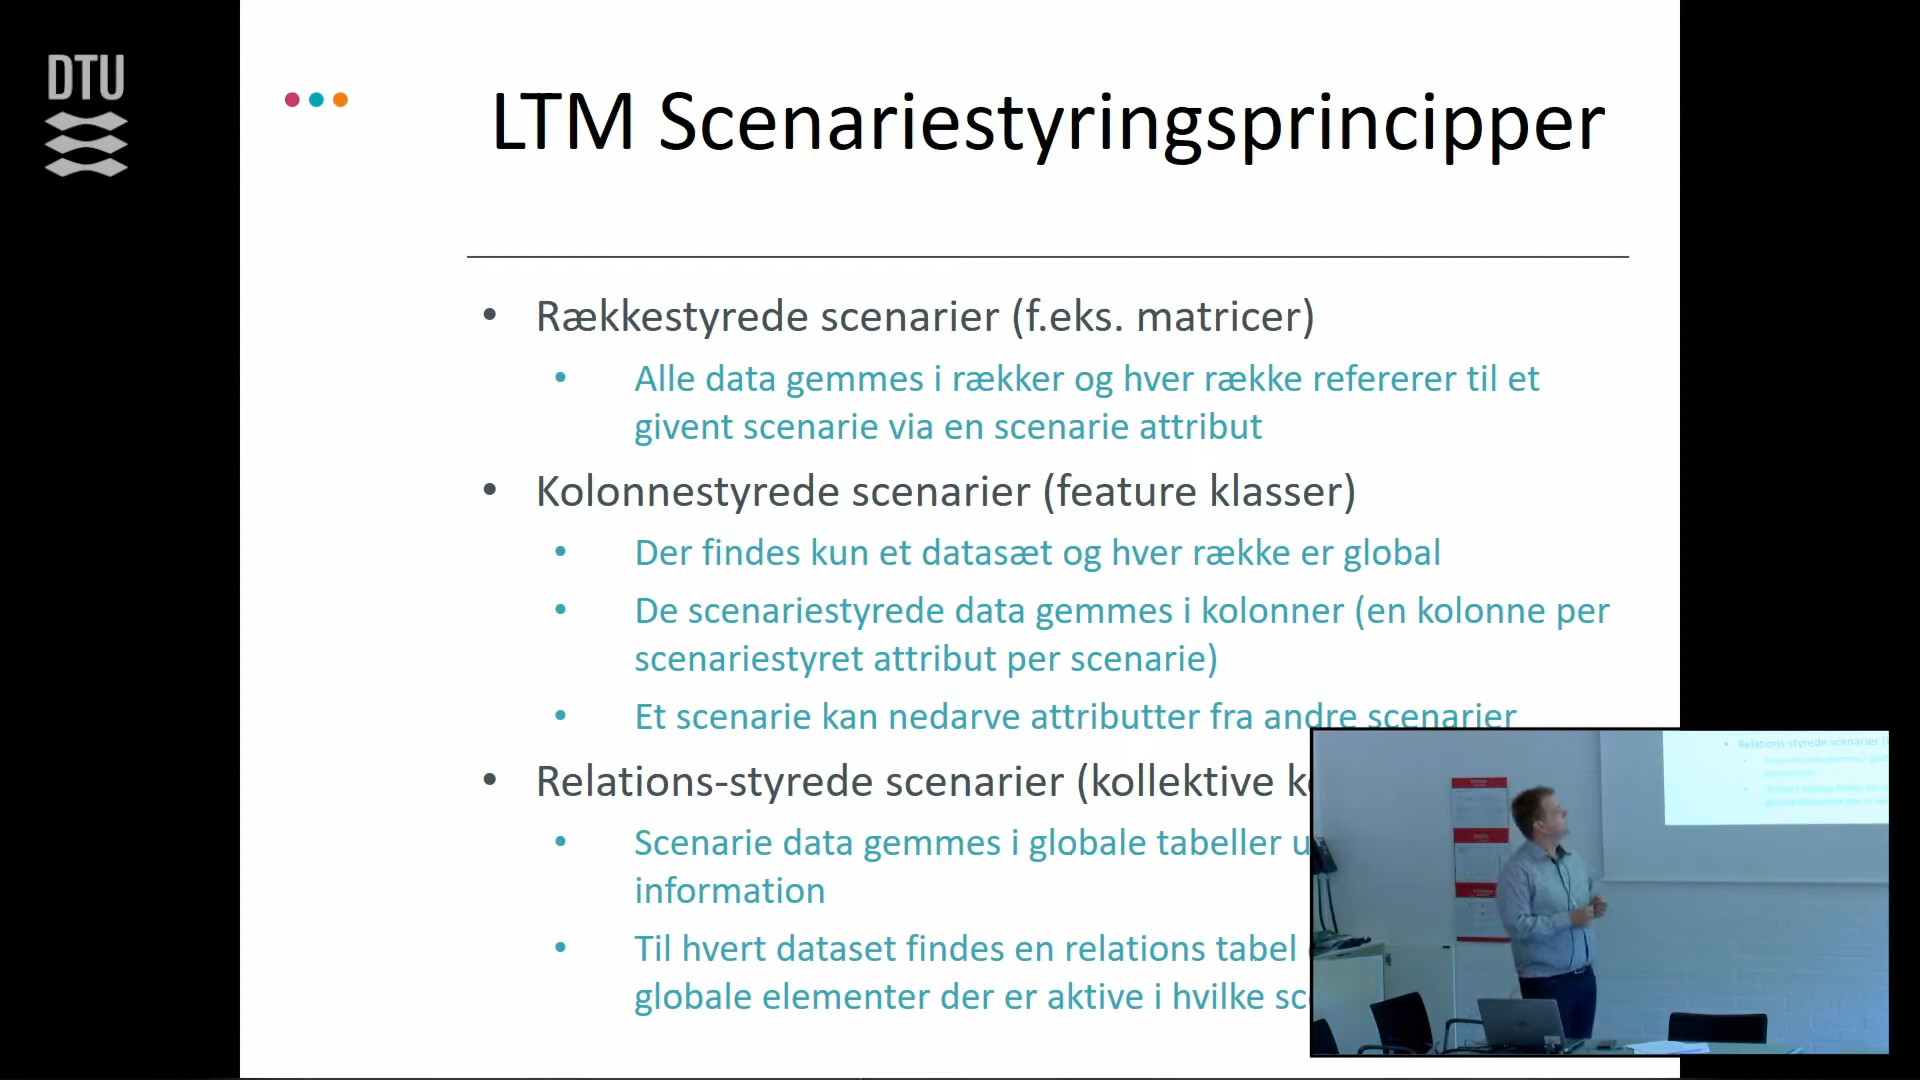 DTU
LTM Scenariestyringsprincipper
• Rækkestyrede scenarier (f.eks. matricer)
• Alle data gemmes i rækker og hver række refererer til et
givent scenarie via en scenarie attribut
• Kolonnestyrede scenarier (feature klasser)
• Der findes kun et datasæt og hver række er global
• De scenariestyrede data gemmes i kolonner (en kolonne per
scenariestyret attribut per scenarie)
• Et scenarie kan nedarve attributter fra andre scenarier
• Relations-styrede scenarier (kollektive
• Scenarie data gemmes i globale tabeller
information
• Til hvert dataset findes en relations tabel
globale elementer der er aktive i hvilke
• Relations styrede scenarier